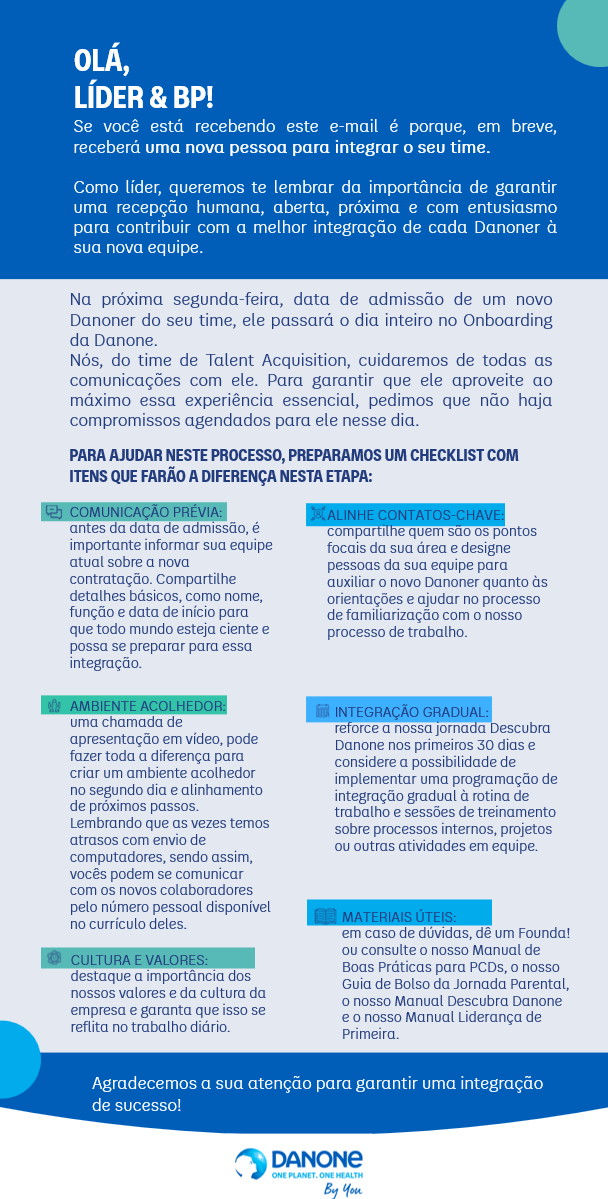 OLÁ,
LÍDER & BP!
Se você está recebendo este e-mail é porque, em breve,
receberá uma nova pessoa para integrar o seu time.
Como líder, queremos te lembrar da importância de garantir
uma recepção humana, aberta, próxima e com entusiasmo
para contribuir com a melhor integração de cada Danoner à
sua nova equipe.
Na próxima segunda-feira, data de admissão de um novo
Danoner do seu time, ele passará o dia inteiro no Onboarding
da Danone.
Nós, do time de Talent Acquisition, cuidaremos de todas as
comunicações com ele. Para garantir que ele aproveite ao
máximo essa experiência essencial, pedimos que não haja
compromissos agendados para ele nesse dia.
PARA AJUDAR NESTE PROCESSO, PREPARAMOS UM CHECKLIST COM
ITENS QUE FARÃO A DIFERENÇA NESTA ETAPA:
COMUNICAÇÃO PRÉVIA:
antes da data de admissão, é
importante informar sua equipe
atual sobre a nova
contratação. Compartilhe
detalhes básicos, como nome,
função e data de início para
que todo mundo esteja ciente e
possa se preparar para essa
integração.
AMBIENTE ACOLHEDOR:
uma chamada de
apresentação em vídeo, pode
fazer toda a diferença para
criar um ambiente acolhedor
no segundo dia e alinhamento
de próximos passos.
Lembrando que as vezes temos
atrasos com envio de
computadores, sendo assim,
vocês podem se comunicar
com os novos colaboradores
pelo número pessoal disponível
no currículo deles.
CULTURA E VALORES:
destaque a importância dos
nossos valores e da cultura da
empresa e garanta que isso se
reflita no trabalho diário.
ALINHE CONTATOS-CHAVE:
compartilhe quem são os pontos
focais da sua área e designe
pessoas da sua equipe para
auxiliar o novo Danoner quanto às
orientações e ajudar no processo
de familiarização com o nosso
processo de trabalho.
INTEGRAÇÃO GRADUAL:
reforce a nossa jornada Descubra
Danone nos primeiros 30 dias e
considere a possibilidade de
implementar uma programação de
integração gradual à rotina de
trabalho e sessões de treinamento
sobre processos internos, projetos
ou outras atividades em equipe.
MATERIAIS ÚTEIS:
em caso de dúvidas, dê um Founda!
ou consulte o nosso Manual de
Boas Práticas para PCDs, o nosso
Guia de Bolso da Jornada Parental,
o nosso Manual Descubra Danone
e o nosso Manual Liderança de
Primeira.
Agradecemos a sua atenção para garantir uma integração
de sucesso!
DANONE
ONE PLANET. ONE HEALTH
By You